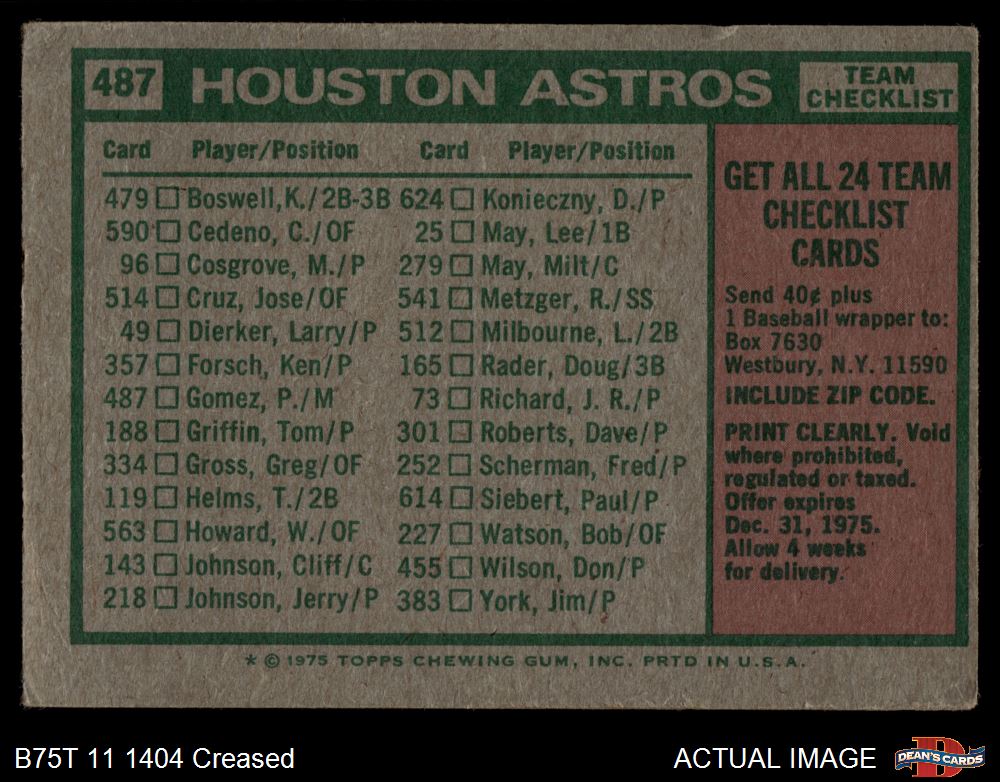 487 HOUSTON ASTROS TEAM CHECKLIST
Card Player/Position Card Player/Position
479 Boswell,K./2B-3B 624 Konieczny, D./P
590 Cedeno, C./OF 25 May, Lee/1B
96 Cosgrove, M./P 279 May, Milt/C
514 Cruz, Jose/OF 541 Metzger, R./SS
49 Dierker, Larry/P 512 Milbourne, L./2B
357 Forsch, Ken/P 165 Rader, Doug/3B
487 Gomez, P./M 73 Richard, J. R./P
188 Griffin, Tom/P 301 Roberts, Dave/P
334 Gross, Greg/OF 252 Scherman, Fred/P
119 Helms, T./2B 614 Siebert, Paul/P
563 Howard, W./OF 227 Watson, Bob/OF
143 Johnson, Cliff/C 455 Wilson, Don/P
218 Johnson, Jerry/P 383 York, Jim/P
GET ALL 24 TEAM
CHECKLIST
CARDS
Send 40¢ plus
1 Baseball wrapper to:
Box 7630
Westbury, N.Y. 11590
INCLUDE ZIP CODE.
PRINT CLEARLY. Void
where prohibited,
regulated or taxed.
Offer expires
Dec. 31, 1975.
Allow 4 weeks
for delivery.
* © 1975 TOPPS CHEWING GUM, INC. PRTD IN U.S.A.
B75T 11 1404 Creased
ACTUAL IMAGE
D
DEAN'S CARDS